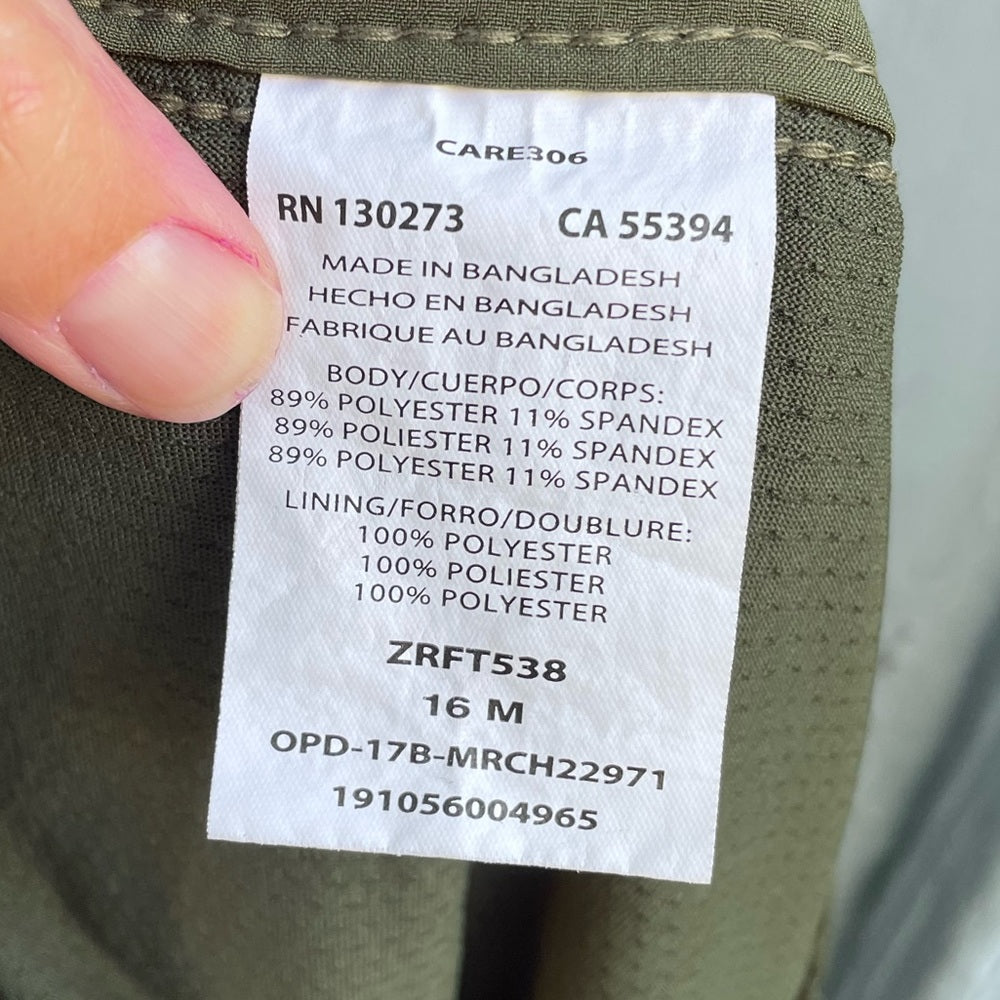 CARE306
RN 130273 CA 55394
MADE IN BANGLADESH
HECHO EN BANGLADESH
FABRIQUE AU BANGLADESH
BODY/CUERPO/CORPS:
89% POLYESTER 11% SPANDEX
89% POLIESTER 11% SPANDEX
89% POLYESTER 11% SPANDEX
LINING/FORRO/DOUBLURE:
100% POLYESTER
100% POLIESTER
100% POLYESTER
ZRFT538
16 M
OPD-17B-MRCH22971
191056004965